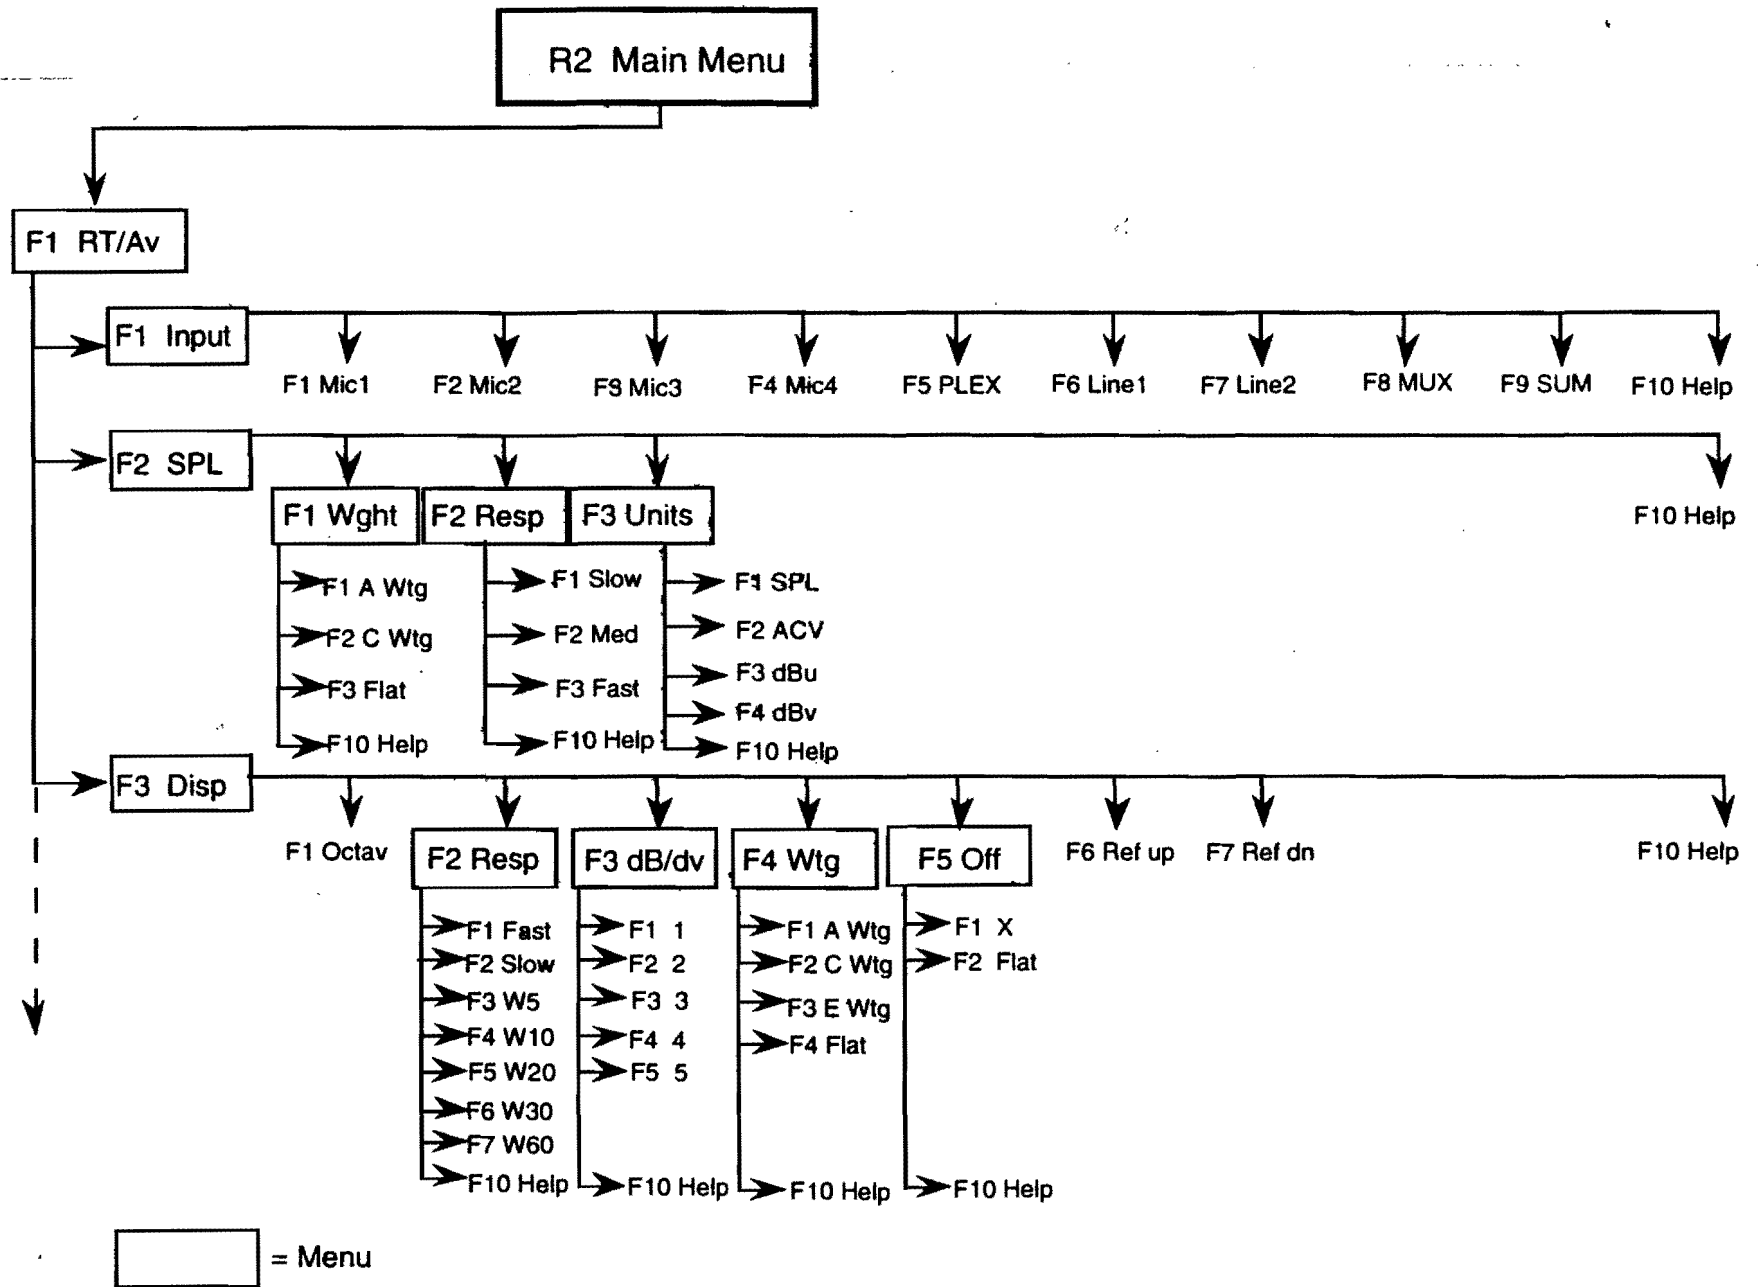 R2 Main Menu
F1 RT/Av
F1 Input
F1 Mic1 F2 Mic2 F3 Mic3 F4 Mic4 F5 PLEX F6 Line1 F7 Line2 F8 MUX F9 SUM F10 Help
F2 SPL
F10 Help
F1 Wght F2 Resp F3 Units
F1 A Wtg F1 Slow F1 SPL
F2 C Wtg F2 Med F2 ACV
F3 Flat F3 Fast F3 dBu
F4 dBv
F10 Help F10 Help F10 Help
F3 Disp
F1 Octav F2 Resp F3 dB/dv F4 Wtg F5 Off F6 Ref up F7 Ref dn F10 Help
F1 Fast F1 1 F1 A Wtg F1 X
F2 Slow F2 2 F2 C Wtg F2 Flat
F3 W5 F3 3 F3 E Wtg
F4 W10 F4 4 F4 Flat
F5 W20 F5 5
F6 W30
F7 W60
F10 Help F10 Help F10 Help F10 Help
= Menu